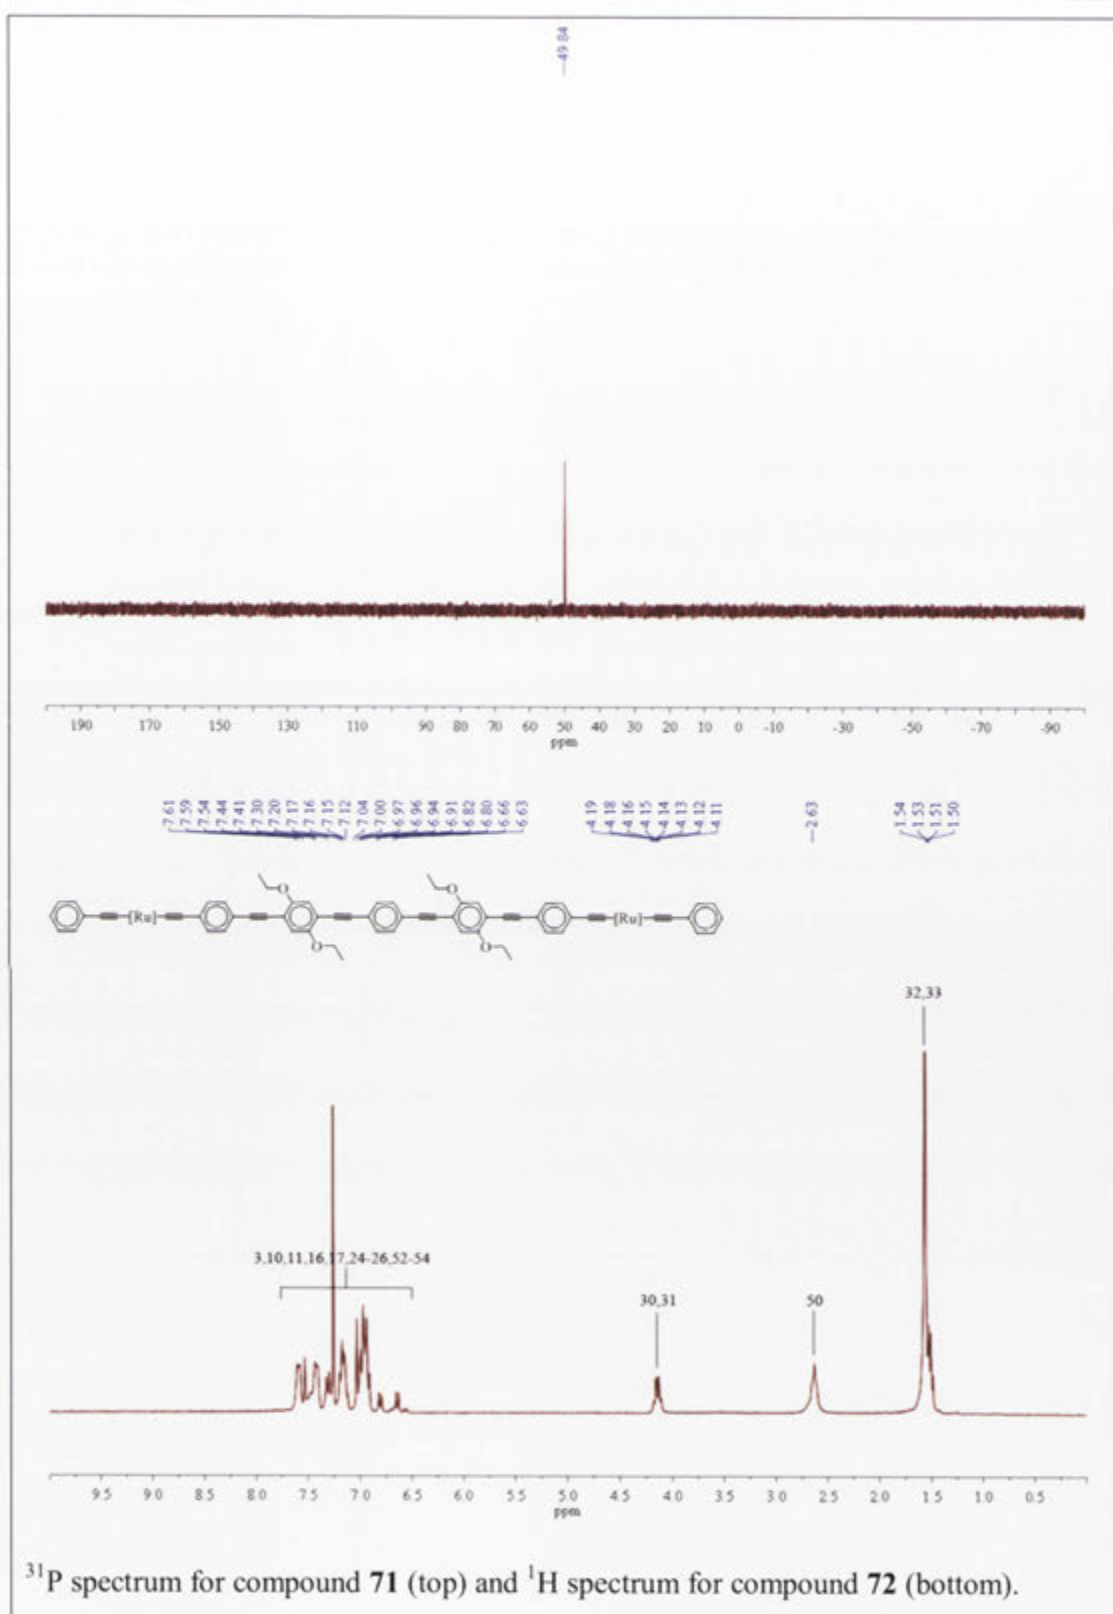 —49 84
190 170 150 130 110 90 80 70 60 50 40 30 20 10 0 -10 -30 -50 -70 -90
ppm
7.61 7.59 7.54 7.44 7.41 7.30 7.20 7.17 7.16 7.15 7.12 7.04 7.00 6.97 6.96 6.94 6.91 6.82 6.80 6.66 6.63 4.19 4.18 4.16 4.15 4.14 4.13 4.12 4.11 —2.63 1.54 1.53 1.51 1.50
O O
[Ru] [Ru]
O O
32,33
3,10,11,16,17,24-26,52-54
30,31 50
9.5 9.0 8.5 8.0 7.5 7.0 6.5 6.0 5.5 5.0 4.5 4.0 3.5 3.0 2.5 2.0 1.5 1.0 0.5
ppm
³¹P spectrum for compound 71 (top) and ¹H spectrum for compound 72 (bottom).